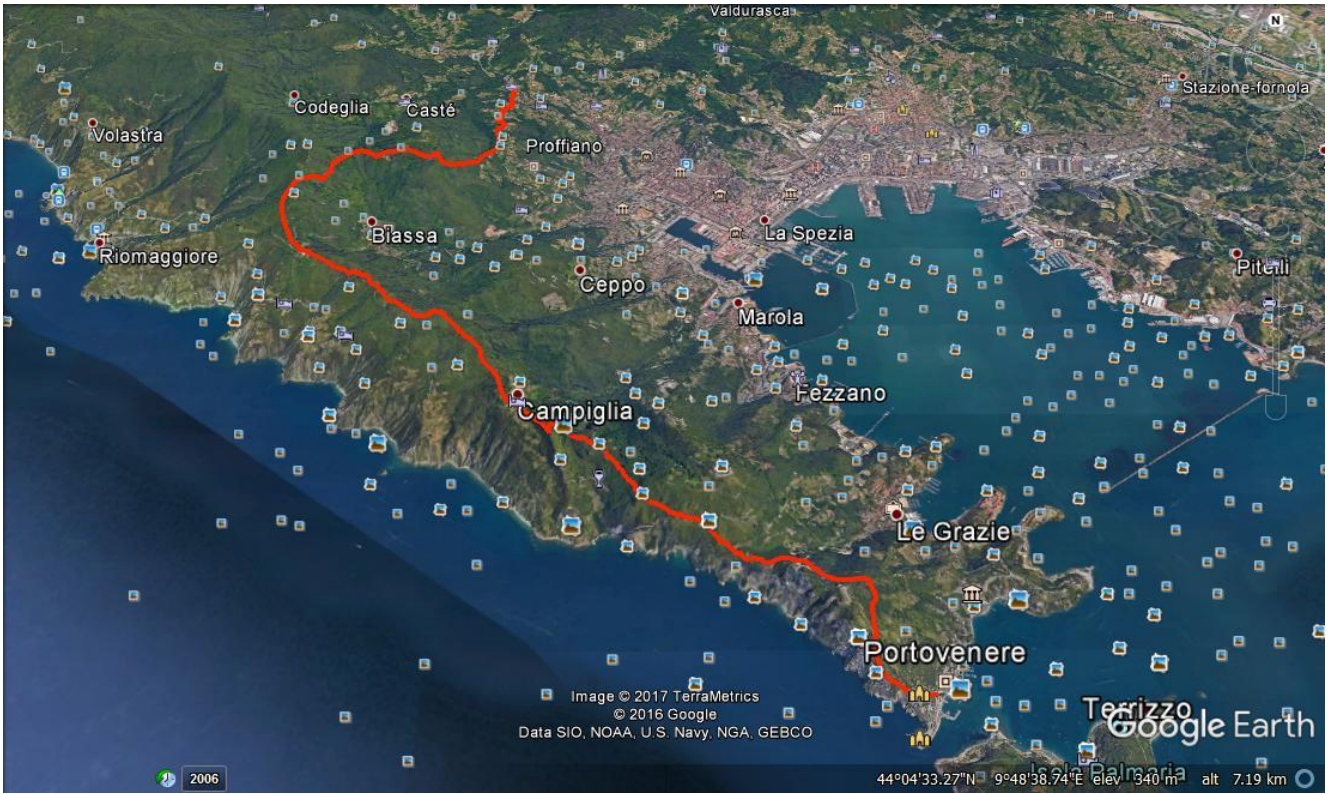 Valdurasca
N
Stazione-fornola
Codeglia
Casté
Volastra
Proffiano
La Spezia
Biassa
Riomaggiore
Pitelli
Ceppo
Marola
Fezzano
Campiglia
Le Grazie
Portovenere
Terrizzo
Google Earth
Image © 2017 TerraMetrics
© 2016 Google
Data SIO, NOAA, U.S. Navy, NGA, GEBCO
Isola Palmaria
2006
44°04'33.27"N 9°48'38.74"E elev 340 m alt 7.19 km